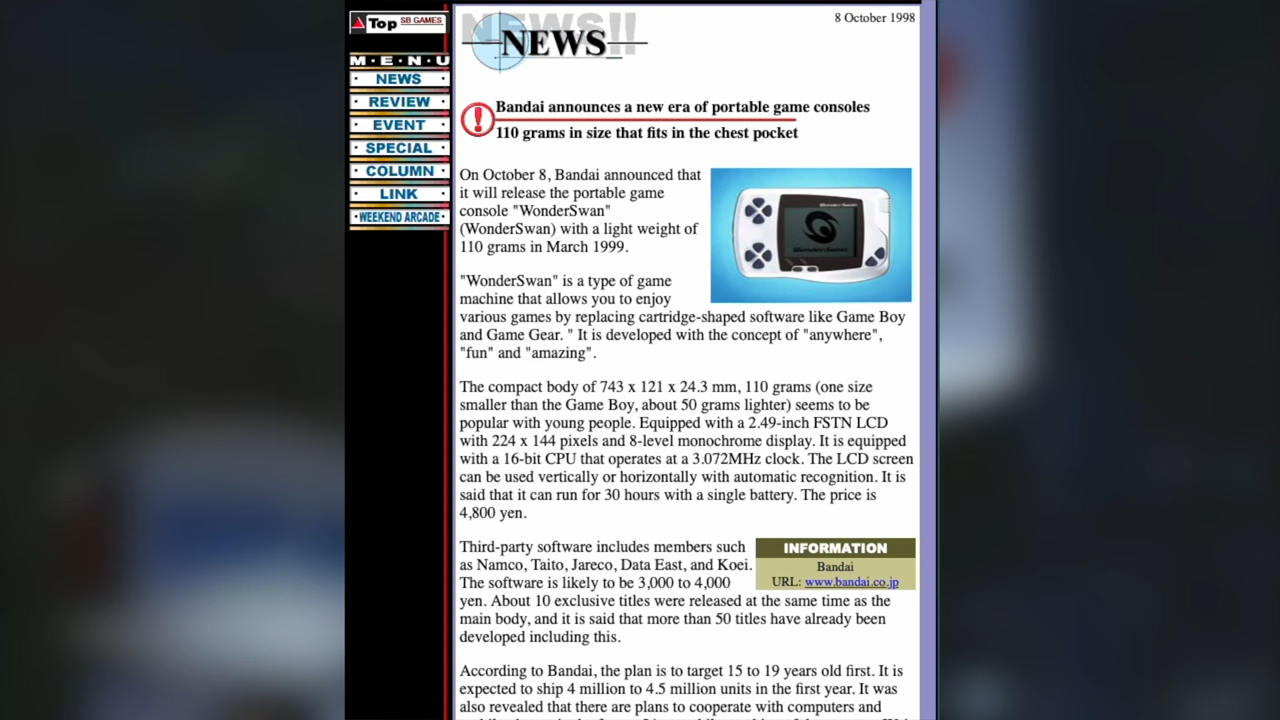 Top SB GAMES
M·E·N·U
· NEWS ·
· REVIEW ·
· EVENT ·
· SPECIAL ·
· COLUMN ·
· LINK ·
·WEEKEND ARCADE·
8 October 1998
NEWS!!
NEWS
Bandai announces a new era of portable game consoles
110 grams in size that fits in the chest pocket
On October 8, Bandai announced that
it will release the portable game
console "WonderSwan"
(WonderSwan) with a light weight of
110 grams in March 1999.
WonderSwan
WonderSwan
"WonderSwan" is a type of game
machine that allows you to enjoy
various games by replacing cartridge-shaped software like Game Boy
and Game Gear. " It is developed with the concept of "anywhere",
"fun" and "amazing".
The compact body of 743 x 121 x 24.3 mm, 110 grams (one size
smaller than the Game Boy, about 50 grams lighter) seems to be
popular with young people. Equipped with a 2.49-inch FSTN LCD
with 224 x 144 pixels and 8-level monochrome display. It is equipped
with a 16-bit CPU that operates at a 3.072MHz clock. The LCD screen
can be used vertically or horizontally with automatic recognition. It is
said that it can run for 30 hours with a single battery. The price is
4,800 yen.
Third-party software includes members such
as Namco, Taito, Jareco, Data East, and Koei.
The software is likely to be 3,000 to 4,000
yen. About 10 exclusive titles were released at the same time as the
main body, and it is said that more than 50 titles have already been
developed including this.
INFORMATION
Bandai
URL: www.bandai.co.jp
According to Bandai, the plan is to target 15 to 19 years old first. It is
expected to ship 4 million to 4.5 million units in the first year. It was
also revealed that there are plans to cooperate with computers and